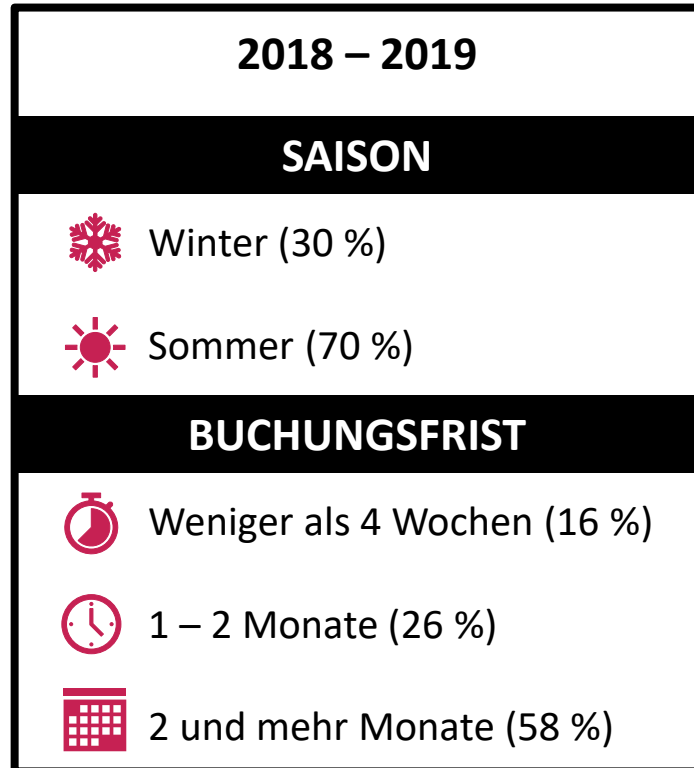 2018 – 2019
SAISON
Winter (30 %)
Sommer (70 %)
BUCHUNGSFRIST
Weniger als 4 Wochen (16 %)
1 – 2 Monate (26 %)
2 und mehr Monate (58 %)